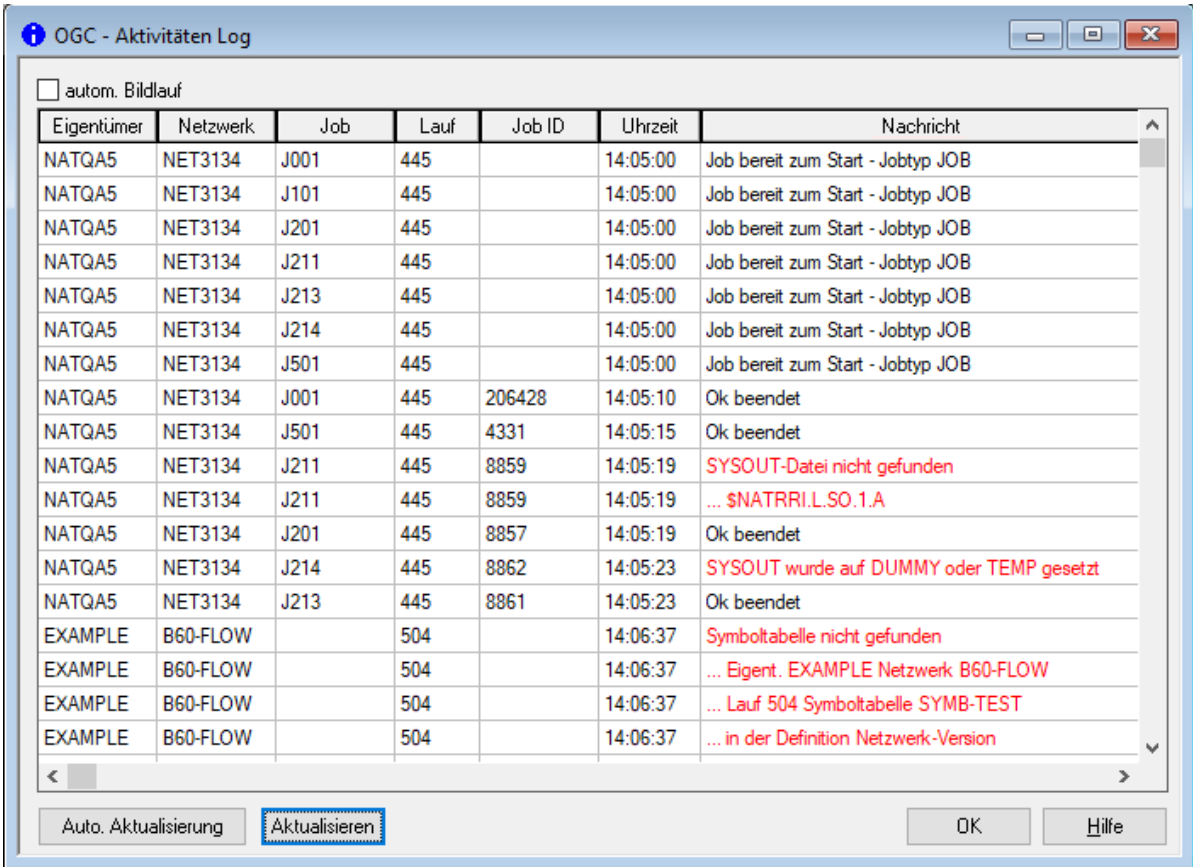 OGC - Aktivitäten Log
autom. Bildlauf
Eigentümer Netzwerk Job Lauf Job ID Uhrzeit Nachricht
NATQA5 NET3134 J001 445 14:05:00 Job bereit zum Start - Jobtyp JOB
NATQA5 NET3134 J101 445 14:05:00 Job bereit zum Start - Jobtyp JOB
NATQA5 NET3134 J201 445 14:05:00 Job bereit zum Start - Jobtyp JOB
NATQA5 NET3134 J211 445 14:05:00 Job bereit zum Start - Jobtyp JOB
NATQA5 NET3134 J213 445 14:05:00 Job bereit zum Start - Jobtyp JOB
NATQA5 NET3134 J214 445 14:05:00 Job bereit zum Start - Jobtyp JOB
NATQA5 NET3134 J501 445 14:05:00 Job bereit zum Start - Jobtyp JOB
NATQA5 NET3134 J001 445 206428 14:05:10 Ok beendet
NATQA5 NET3134 J501 445 4331 14:05:15 Ok beendet
NATQA5 NET3134 J211 445 8859 14:05:19 SYSOUT-Datei nicht gefunden
NATQA5 NET3134 J211 445 8859 14:05:19 ... $NATRRI.L.SO.1.A
NATQA5 NET3134 J201 445 8857 14:05:19 Ok beendet
NATQA5 NET3134 J214 445 8862 14:05:23 SYSOUT wurde auf DUMMY oder TEMP gesetzt
NATQA5 NET3134 J213 445 8861 14:05:23 Ok beendet
EXAMPLE B60-FLOW 504 14:06:37 Symboltabelle nicht gefunden
EXAMPLE B60-FLOW 504 14:06:37 ... Eigent. EXAMPLE Netzwerk B60-FLOW
EXAMPLE B60-FLOW 504 14:06:37 ... Lauf 504 Symboltabelle SYMB-TEST
EXAMPLE B60-FLOW 504 14:06:37 ... in der Definition Netzwerk-Version
Auto. Aktualisierung Aktualisieren OK Hilfe